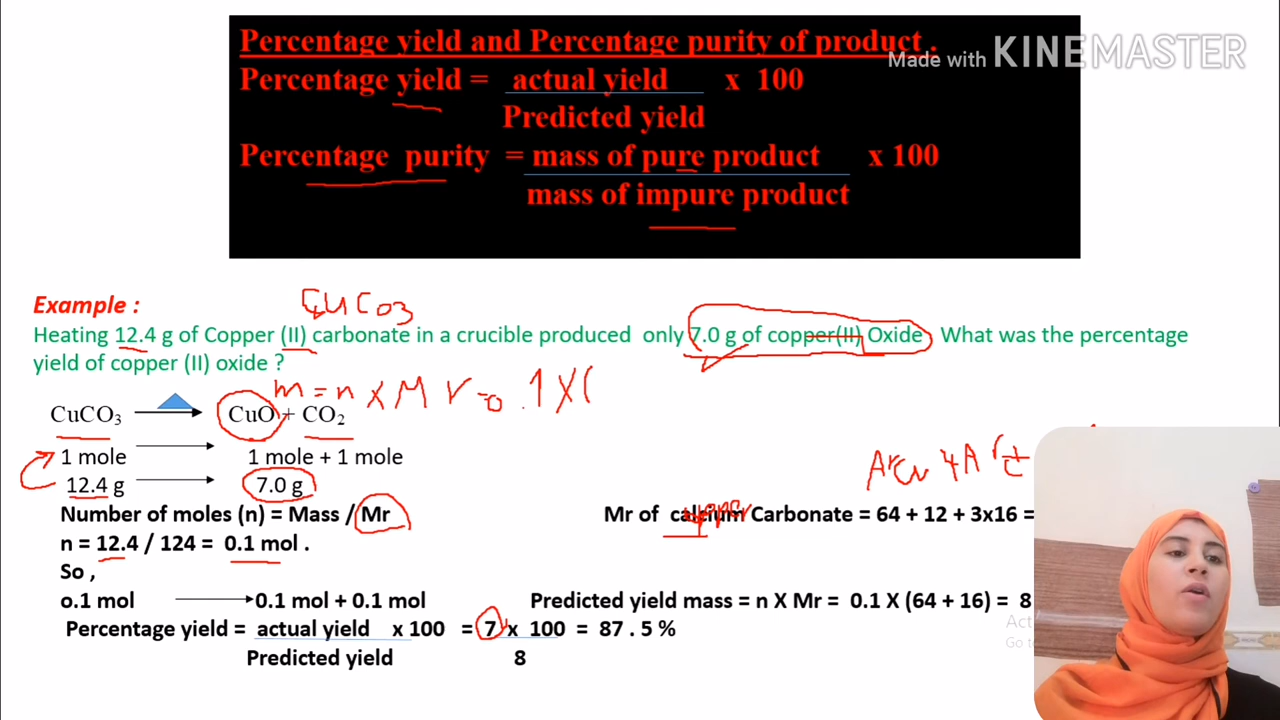 Percentage yield and Percentage purity of product .
Made with KINEMASTER
Percentage yield = actual yield x 100
Predicted yield
Percentage purity = mass of pure product x 100
mass of impure product
Example :
CuCO3
Heating 12.4 g of Copper (II) carbonate in a crucible produced only 7.0 g of copper(II) Oxide What was the percentage
yield of copper (II) oxide ?
m = n x Mr = 0.1 x (
CuCO3 CuO + CO2
1 mole 1 mole + 1 mole
12.4 g 7.0 g
Number of moles (n) = Mass / Mr
Mr of calcium Carbonate = 64 + 12 + 3x16 =
n = 12.4 / 124 = 0.1 mol .
So ,
o.1 mol 0.1 mol + 0.1 mol
Predicted yield mass = n X Mr = 0.1 X (64 + 16) = 8
Percentage yield = actual yield x 100 = 7 x 100 = 87 . 5 %
Predicted yield 8